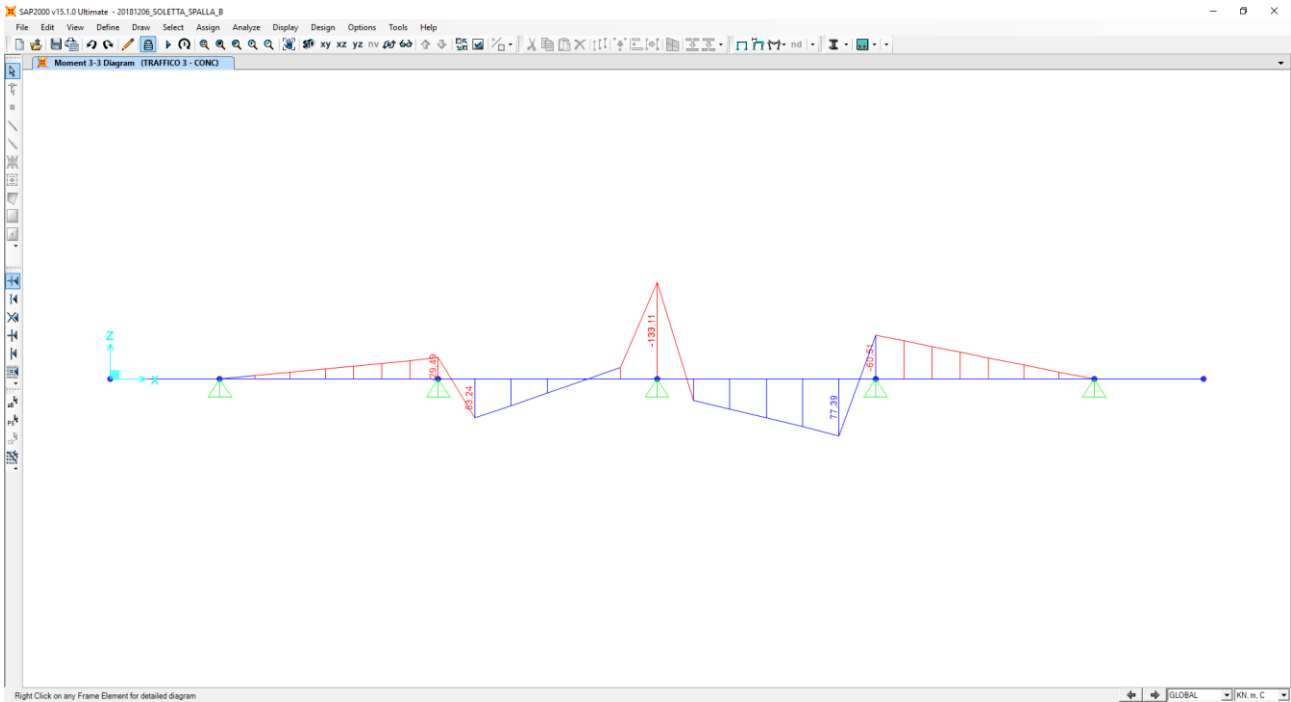 SAP2000 v15.1.0 Ultimate - 20181206_SOLETTA_SPALLA_B
File Edit View Define Draw Select Assign Analyze Display Design Options Tools Help
xy xz yz nv nd
Moment 3-3 Diagram (TRAFFICO 3 - CONC)
Z
X
29.49
-133.11
-60.51
77.39
Right Click on any Frame Element for detailed diagram
GLOBAL
KN, m, C